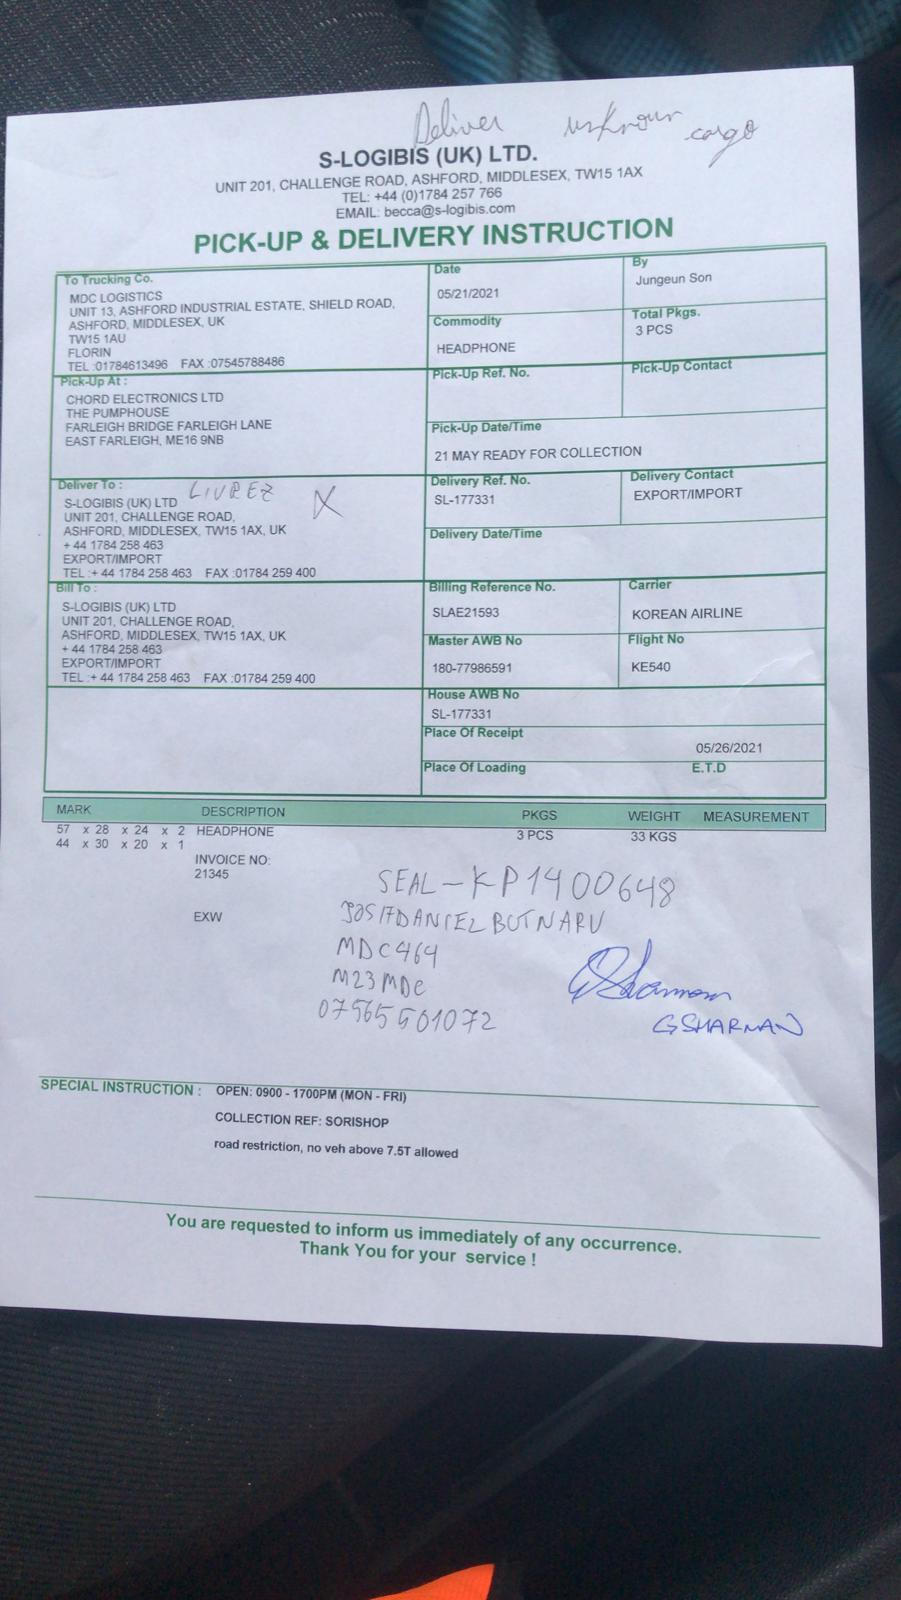 Deliver unknown cargo
S-LOGIBIS (UK) LTD.
UNIT 201, CHALLENGE ROAD, ASHFORD, MIDDLESEX, TW15 1AX
TEL: +44 (0)1784 257 766
EMAIL: becca@s-logibis.com
PICK-UP & DELIVERY INSTRUCTION
To Trucking Co.
MDC LOGISTICS
UNIT 13, ASHFORD INDUSTRIAL ESTATE, SHIELD ROAD,
ASHFORD, MIDDLESEX, UK
TW15 1AU
FLORIN
TEL :01784613496 FAX :07545788486
Date
05/21/2021
By
Jungeun Son
Commodity
HEADPHONE
Total Pkgs.
3 PCS
Pick-Up At :
CHORD ELECTRONICS LTD
THE PUMPHOUSE
FARLEIGH BRIDGE FARLEIGH LANE
EAST FARLEIGH, ME16 9NB
Pick-Up Ref. No.
Pick-Up Contact
Pick-Up Date/Time
21 MAY READY FOR COLLECTION
Deliver To : LIVREZ X
S-LOGIBIS (UK) LTD
UNIT 201, CHALLENGE ROAD,
ASHFORD, MIDDLESEX, TW15 1AX, UK
+ 44 1784 258 463
EXPORT/IMPORT
TEL :+ 44 1784 258 463 FAX :01784 259 400
Delivery Ref. No.
SL-177331
Delivery Contact
EXPORT/IMPORT
Delivery Date/Time
Bill To :
S-LOGIBIS (UK) LTD
UNIT 201, CHALLENGE ROAD,
ASHFORD, MIDDLESEX, TW15 1AX, UK
+ 44 1784 258 463
EXPORT/IMPORT
TEL :+ 44 1784 258 463 FAX :01784 259 400
Billing Reference No.
SLAE21593
Carrier
KOREAN AIRLINE
Master AWB No
180-77986591
Flight No
KE540
House AWB No
SL-177331
Place Of Receipt
05/26/2021
Place Of Loading E.T.D
MARK DESCRIPTION PKGS WEIGHT MEASUREMENT
57 x 28 x 24 x 2 HEADPHONE 3 PCS 33 KGS
44 x 30 x 20 x 1
INVOICE NO:
21345
EXW
SEAL-KP1400648
DANIEL BUTNARU
MDC464
M23MDC
07565501072
GSHARMAN
SPECIAL INSTRUCTION : OPEN: 0900 - 1700PM (MON - FRI)
COLLECTION REF: SORISHOP
road restriction, no veh above 7.5T allowed
You are requested to inform us immediately of any occurrence.
Thank You for your service !